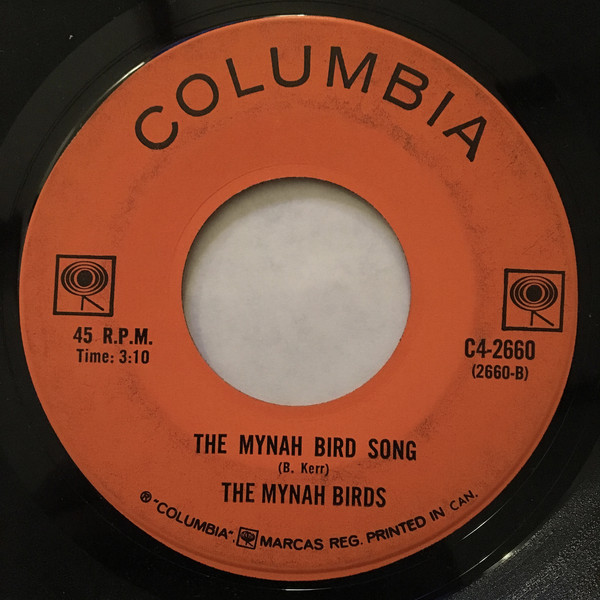 COLUMBIA
45 R.P.M.
Time: 3:10
C4-2660
(2660-B)
THE MYNAH BIRD SONG
(B. Kerr)
THE MYNAH BIRDS
® "COLUMBIA", MARCAS REG. PRINTED IN CAN.